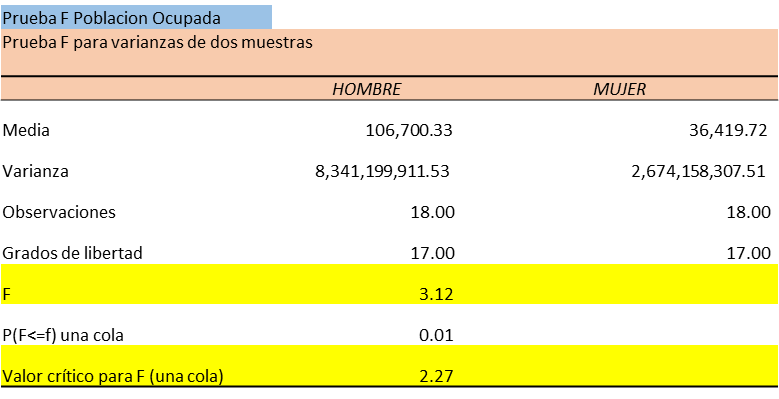 Prueba F Poblacion Ocupada
Prueba F para varianzas de dos muestras
HOMBRE MUJER
Media 106,700.33 36,419.72
Varianza 8,341,199,911.53 2,674,158,307.51
Observaciones 18.00 18.00
Grados de libertad 17.00 17.00
F 3.12
P(F<=f) una cola 0.01
Valor crítico para F (una cola) 2.27